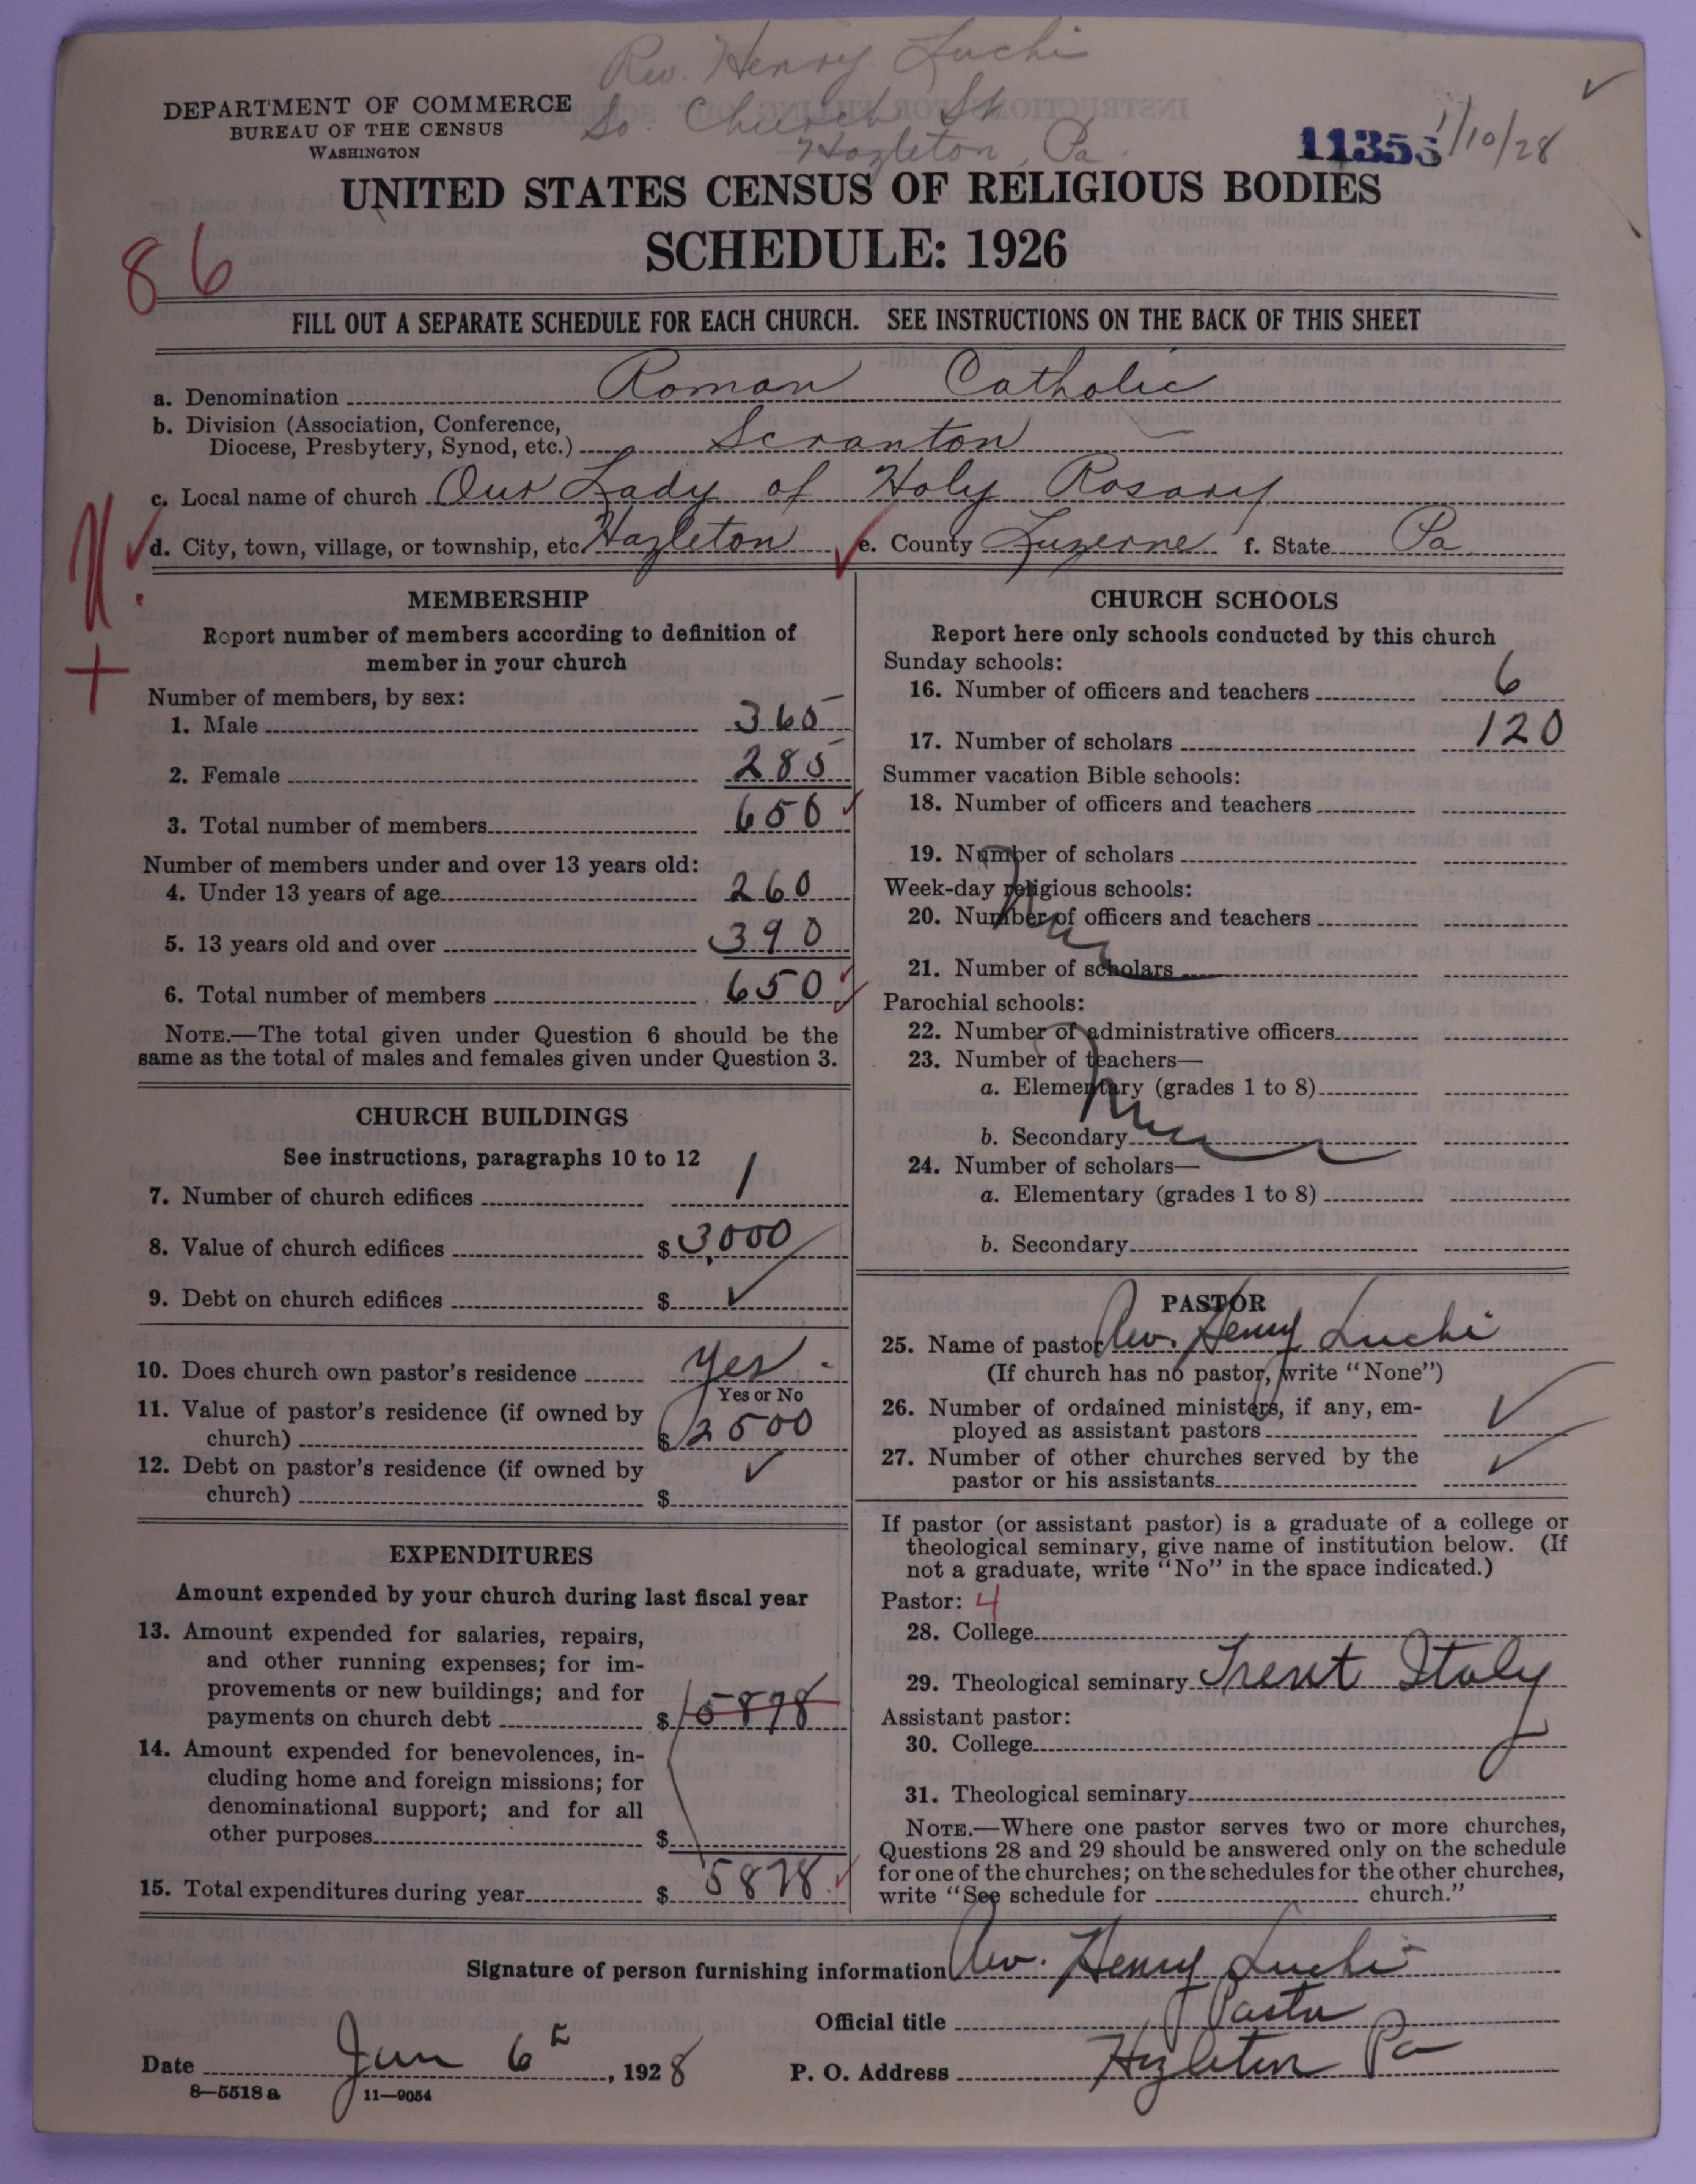 Rev. Henry Luchi
So. Church St.
Hazleton, Pa.
DEPARTMENT OF COMMERCE
BUREAU OF THE CENSUS
WASHINGTON
1/10/28
UNITED STATES CENSUS OF RELIGIOUS BODIES
SCHEDULE: 1926
86
FILL OUT A SEPARATE SCHEDULE FOR EACH CHURCH. SEE INSTRUCTIONS ON THE BACK OF THIS SHEET
a. Denomination Roman Catholic
b. Division (Association, Conference,
Diocese, Presbytery, Synod, etc.) Scranton
c. Local name of church Our Lady of Holy Rosary
d. City, town, village, or township, etc. Hazleton e. County Luzerne f. State Pa
MEMBERSHIP
Report number of members according to definition of
member in your church
Number of members, by sex:
1. Male 365
2. Female 285
3. Total number of members 650
Number of members under and over 13 years old:
4. Under 13 years of age 260
5. 13 years old and over 390
6. Total number of members 650
NOTE.—The total given under Question 6 should be the
same as the total of males and females given under Question 3.
CHURCH BUILDINGS
See instructions, paragraphs 10 to 12
7. Number of church edifices 1
8. Value of church edifices $ 3,000
9. Debt on church edifices $ ✓
10. Does church own pastor's residence Yes
Yes or No
11. Value of pastor's residence (if owned by
church) $ 2500
12. Debt on pastor's residence (if owned by
church) $ ✓
EXPENDITURES
Amount expended by your church during last fiscal year
13. Amount expended for salaries, repairs,
and other running expenses; for im-
provements or new buildings; and for
payments on church debt $ 5878
14. Amount expended for benevolences, in-
cluding home and foreign missions; for
denominational support; and for all
other purposes $
15. Total expenditures during year $ 5878
CHURCH SCHOOLS
Report here only schools conducted by this church
Sunday schools:
16. Number of officers and teachers 6
17. Number of scholars 120
Summer vacation Bible schools:
18. Number of officers and teachers
19. Number of scholars
Week-day religious schools:
20. Number of officers and teachers
21. Number of scholars
Parochial schools:
22. Number of administrative officers
23. Number of teachers—
a. Elementary (grades 1 to 8)
b. Secondary
24. Number of scholars—
a. Elementary (grades 1 to 8)
b. Secondary
PASTOR
25. Name of pastor Rev. Henry Luchi
(If church has no pastor, write "None")
26. Number of ordained ministers, if any, em-
ployed as assistant pastors ✓
27. Number of other churches served by the
pastor or his assistants ✓
If pastor (or assistant pastor) is a graduate of a college or
theological seminary, give name of institution below. (If
not a graduate, write "No" in the space indicated.)
Pastor: 4
28. College
29. Theological seminary Trent Italy
Assistant pastor:
30. College
31. Theological seminary
NOTE.—Where one pastor serves two or more churches,
Questions 28 and 29 should be answered only on the schedule
for one of the churches; on the schedules for the other churches,
write "See schedule for church."
Signature of person furnishing information Rev. Henry Luchi
Official title Pastor
Date Jan 6th, 1928 P. O. Address Hazleton Pa
8—5518 a 11—9054